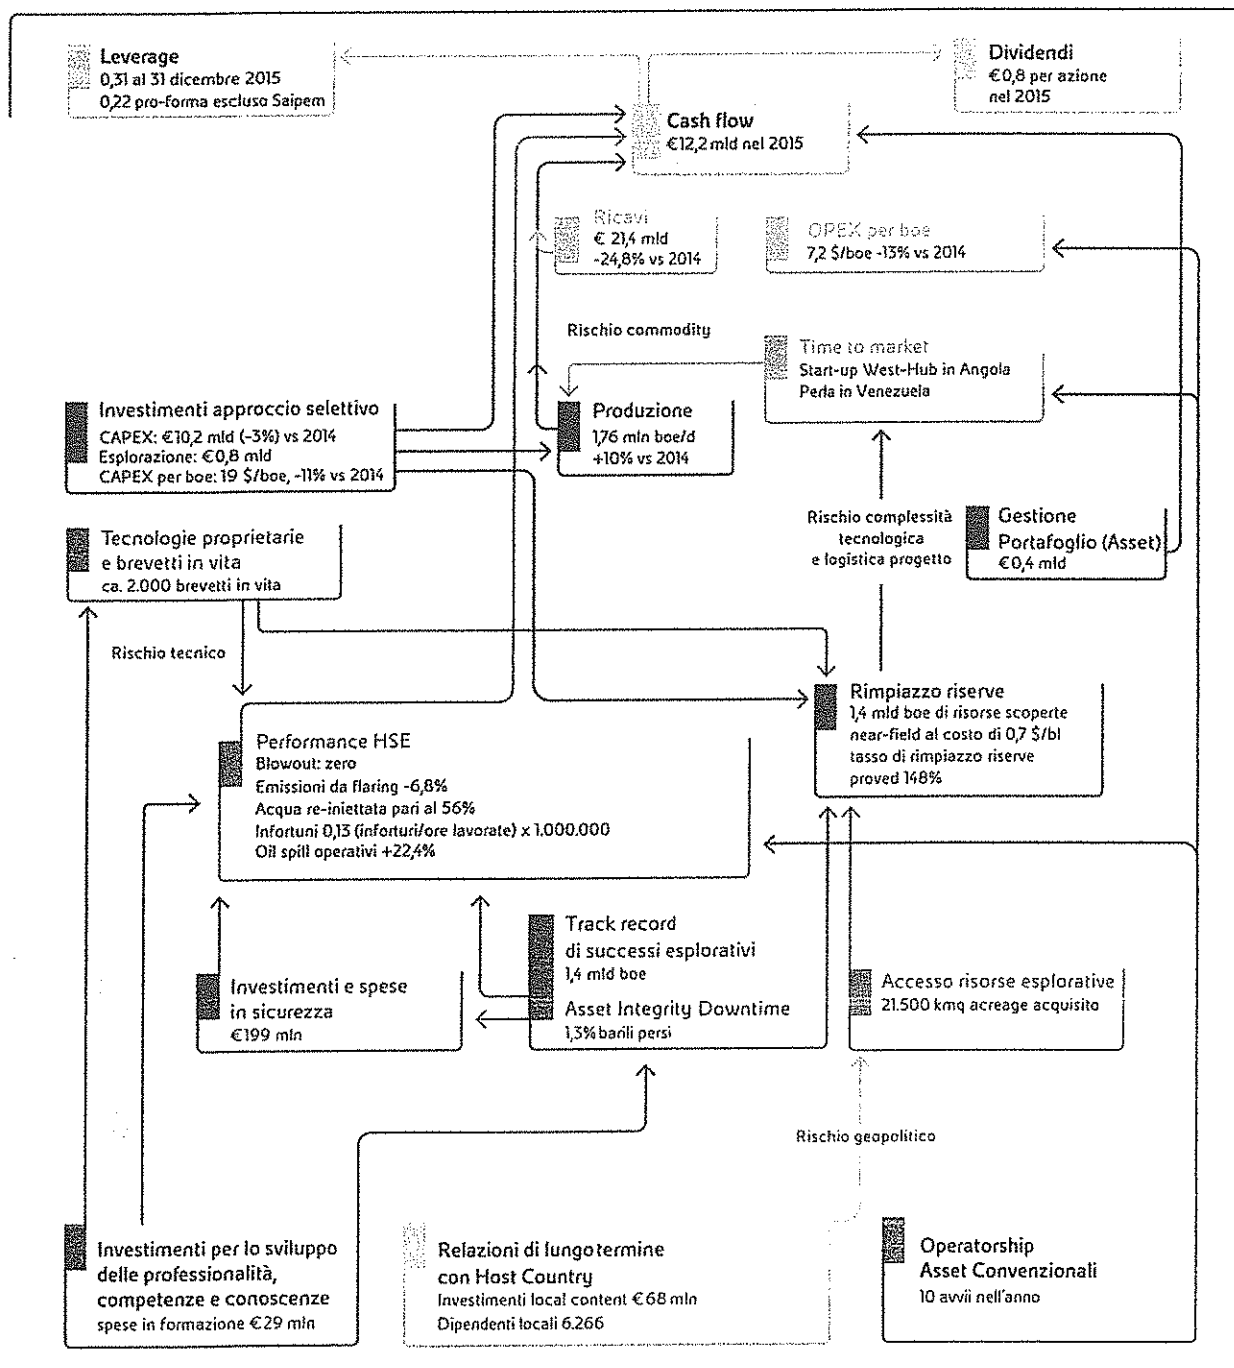 Leverage
0,31 al 31 dicembre 2015
0,22 pro-forma escluso Saipem
Dividendi
€0,8 per azione
nel 2015
Cash flow
€12,2 mld nel 2015
Ricavi
€ 21,4 mld
-24,8% vs 2014
OPEX per boe
7,2 $/boe -13% vs 2014
Rischio commodity
Time to market
Start-up West-Hub in Angola
Perla in Venezuela
Investimenti approccio selettivo
CAPEX: €10,2 mld (-3%) vs 2014
Esplorazione: €0,8 mld
CAPEX per boe: 19 $/boe, -11% vs 2014
Produzione
1,76 mln boe/d
+10% vs 2014
Tecnologie proprietarie
e brevetti in vita
ca. 2.000 brevetti in vita
Rischio complessità
tecnologica
e logistica progetto
Gestione
Portafoglio (Asset)
€0,4 mld
Rischio tecnico
Rimpiazzo riserve
1,4 mld boe di risorse scoperte
near-field al costo di 0,7 $/bl
tasso di rimpiazzo riserve
proved 148%
Performance HSE
Blowout: zero
Emissioni da flaring -6,8%
Acqua re-iniettata pari al 56%
Infortuni 0,13 (inforturi/ore lavorate) x 1.000.000
Oil spill operativi +22,4%
Track record
di successi esplorativi
1,4 mld boe
Asset Integrity Downtime
1,3% barili persi
Investimenti e spese
in sicurezza
€199 mln
Accesso risorse esplorative
21.500 kmq acreage acquisito
Rischio geopolitico
Investimenti per lo sviluppo
delle professionalità,
competenze e conoscenze
spese in formazione €29 mln
Relazioni di lungo termine
con Host Country
Investimenti local content €68 mln
Dipendenti locali 6.266
Operatorship
Asset Convenzionali
10 avvii nell'anno